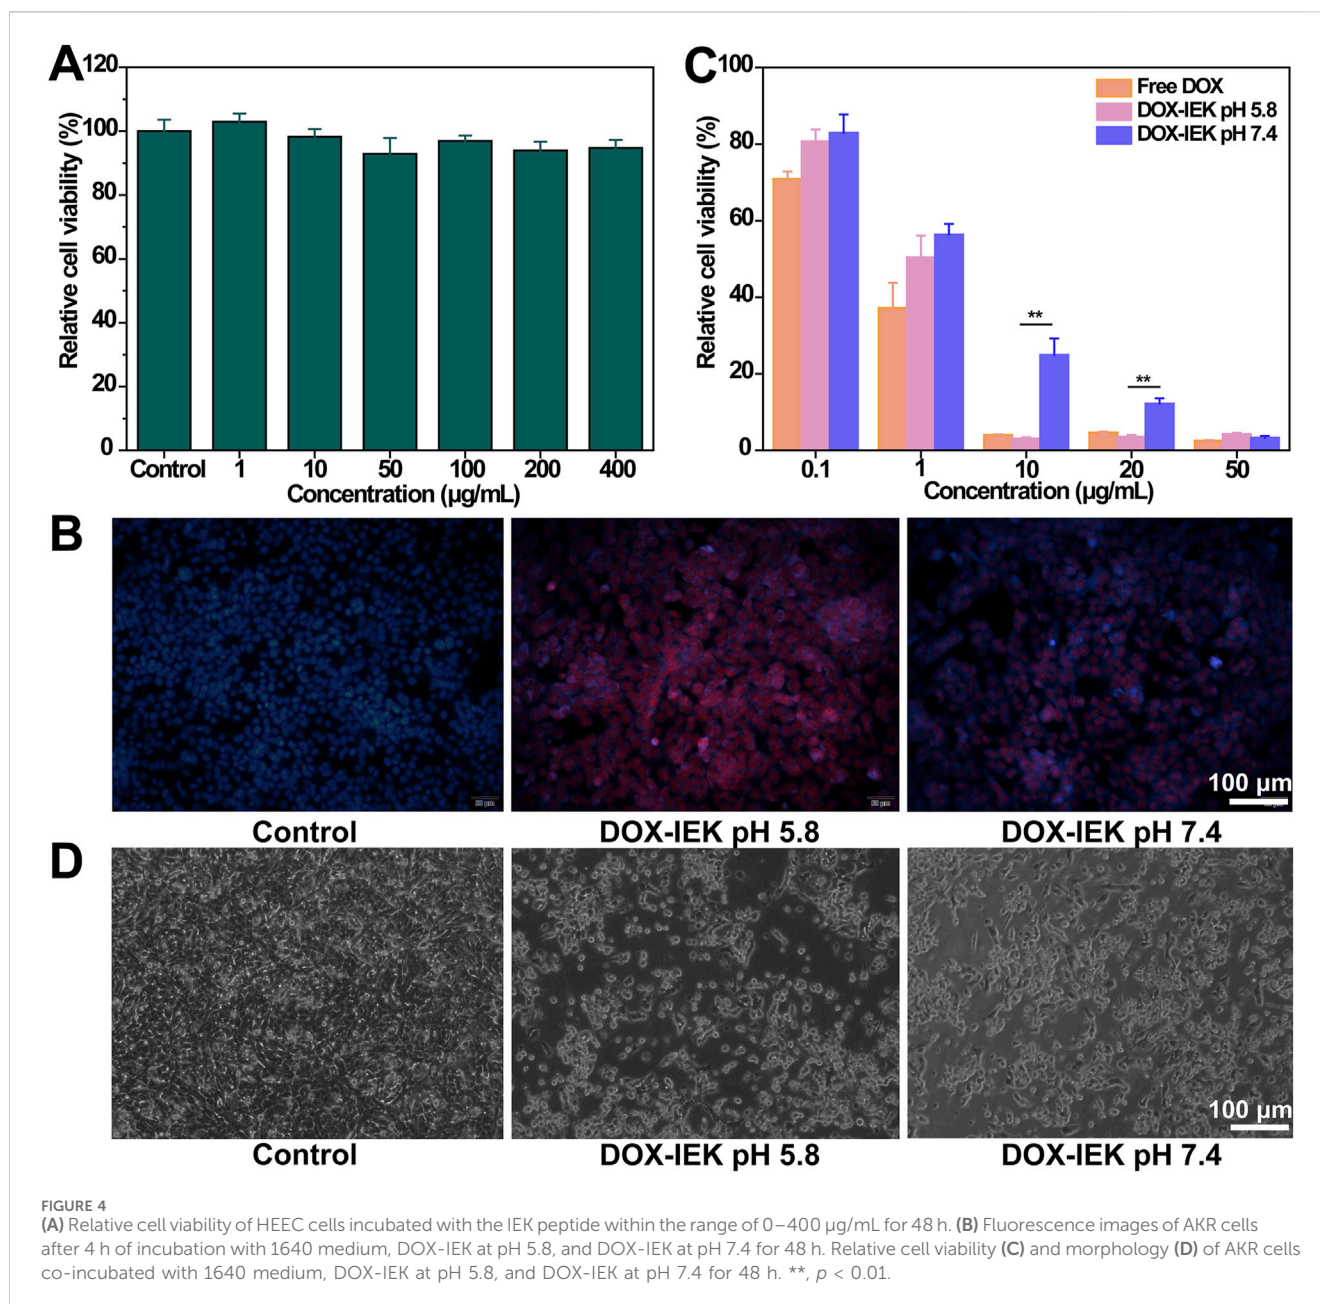 A
120
100
80
60
40
20
0
Relative cell viability (%)
Control 1 10 50 100 200 400
Concentration (µg/mL)
C
100
80
60
40
20
0
Relative cell viability (%)
Free DOX
DOX-IEK pH 5.8
DOX-IEK pH 7.4
**
**
0.1 1 10 20 50
Concentration (µg/mL)
B
100 µm
Control DOX-IEK pH 5.8 DOX-IEK pH 7.4
D
100 µm
Control DOX-IEK pH 5.8 DOX-IEK pH 7.4
FIGURE 4
(A) Relative cell viability of HEEC cells incubated with the IEK peptide within the range of 0–400 µg/mL for 48 h. (B) Fluorescence images of AKR cells
after 4 h of incubation with 1640 medium, DOX-IEK at pH 5.8, and DOX-IEK at pH 7.4 for 48 h. Relative cell viability (C) and morphology (D) of AKR cells
co-incubated with 1640 medium, DOX-IEK at pH 5.8, and DOX-IEK at pH 7.4 for 48 h. **, p < 0.01.